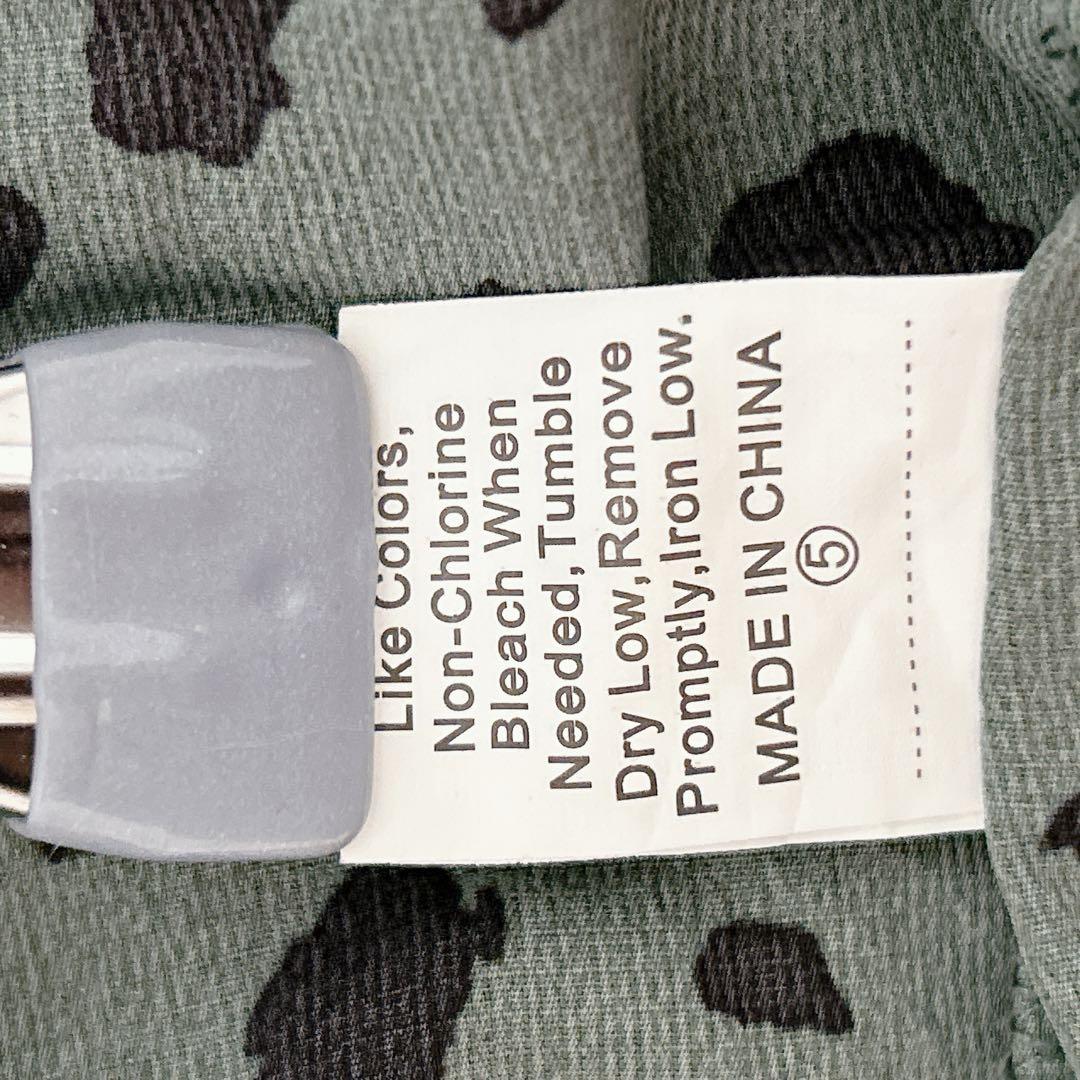 Like Colors,
Non-Chlorine
Bleach When
Needed,Tumble
Dry Low,Remove
Promptly,Iron Low.
MADE IN CHINA
⑤